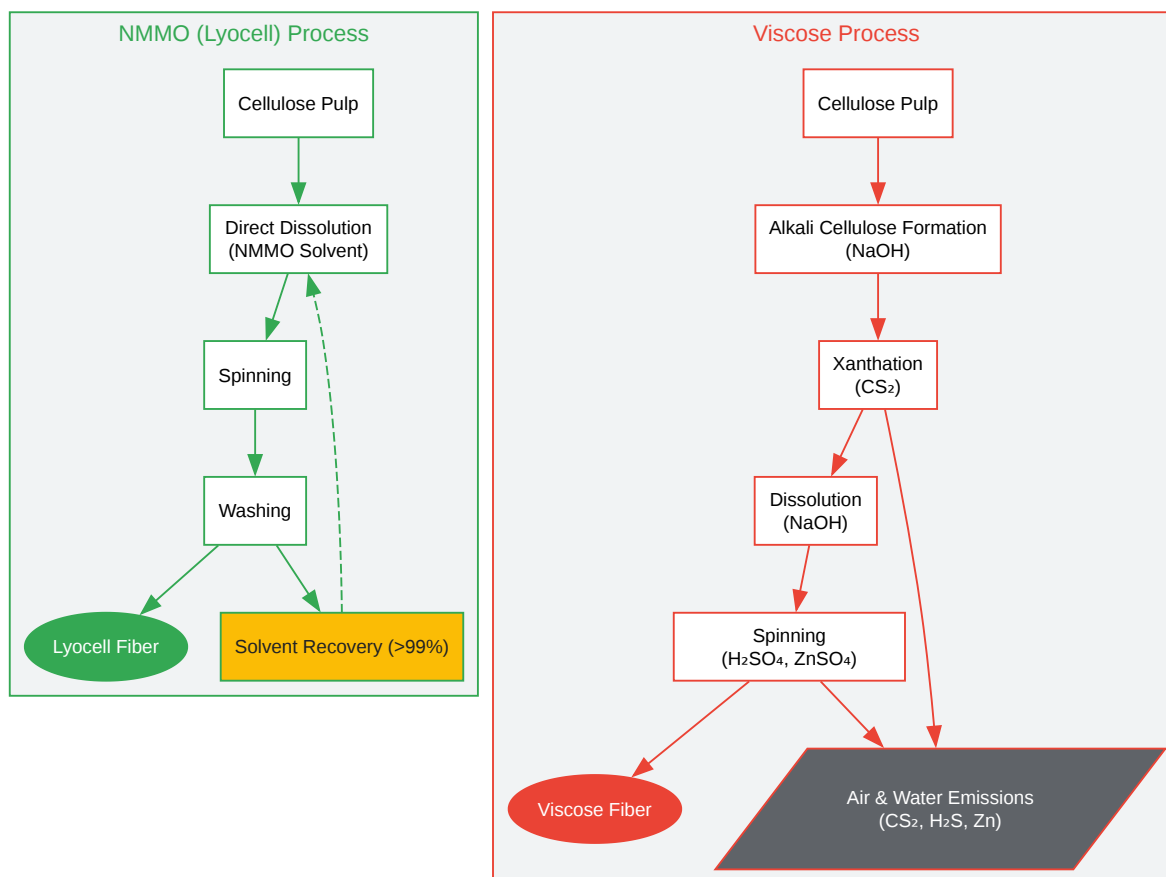 NMMO (Lyocell) Process
Cellulose Pulp
Direct Dissolution
(NMMO Solvent)
Spinning
Washing
Lyocell Fiber
Solvent Recovery (>99%)
Viscose Process
Cellulose Pulp
Alkali Cellulose Formation
(NaOH)
Xanthation
(CS₂)
Dissolution
(NaOH)
Spinning
(H₂SO₄, ZnSO₄)
Viscose Fiber
Air & Water Emissions
(CS₂, H₂S, Zn)